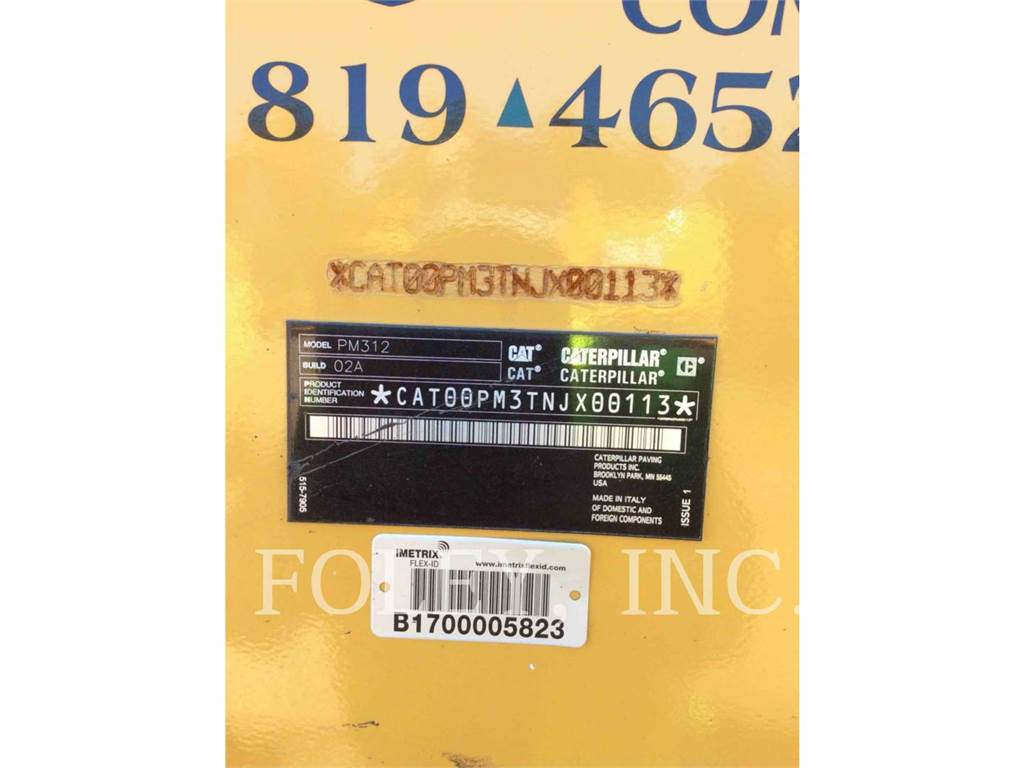 CON
819▲4652
*CAT00PM3TNJX00113*
MODEL PM312
BUILD 02A
CAT® CATERPILLAR® C®
CAT® CATERPILLAR®
PRODUCT IDENTIFICATION NUMBER *CAT00PM3TNJX00113*
CATERPILLAR PAVING
PRODUCTS INC.
BROOKLYN PARK, MN 55445
USA
MADE IN ITALY
OF DOMESTIC AND
FOREIGN COMPONENTS
515-7905
ISSUE 1
IMETRIX
FLEX-ID
www.imetrixflexid.com
B1700005823
FOLEY, INC.